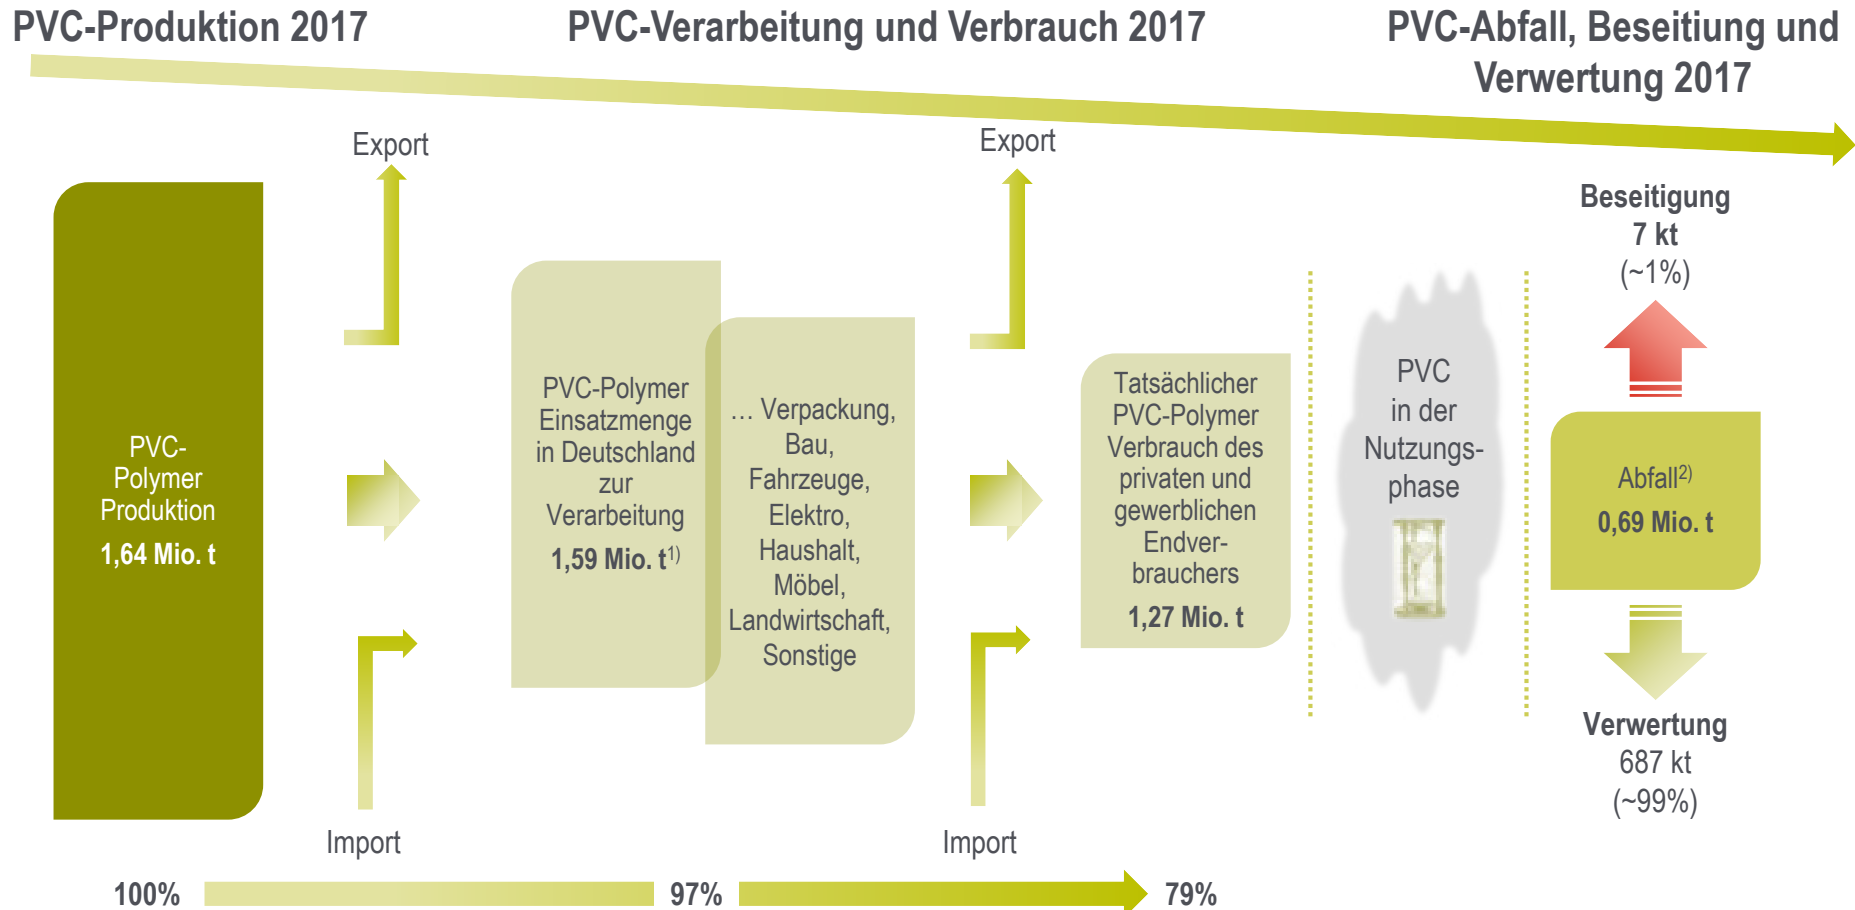 PVC-Produktion 2017
PVC-Verarbeitung und Verbrauch 2017
PVC-Abfall, Beseitiung und
Verwertung 2017
Export
Export
PVC-
Polymer
Produktion
1,64 Mio. t
PVC-Polymer
Einsatzmenge
in Deutschland
zur
Verarbeitung
1,59 Mio. t1)
… Verpackung,
Bau,
Fahrzeuge,
Elektro,
Haushalt,
Möbel,
Landwirtschaft,
Sonstige
Tatsächlicher
PVC-Polymer
Verbrauch des
privaten und
gewerblichen
Endver-
brauchers
1,27 Mio. t
PVC
in der
Nutzungs-
phase
Beseitigung
7 kt
(~1%)
Abfall2)
0,69 Mio. t
Verwertung
687 kt
(~99%)
Import
Import
100%
97%
79%